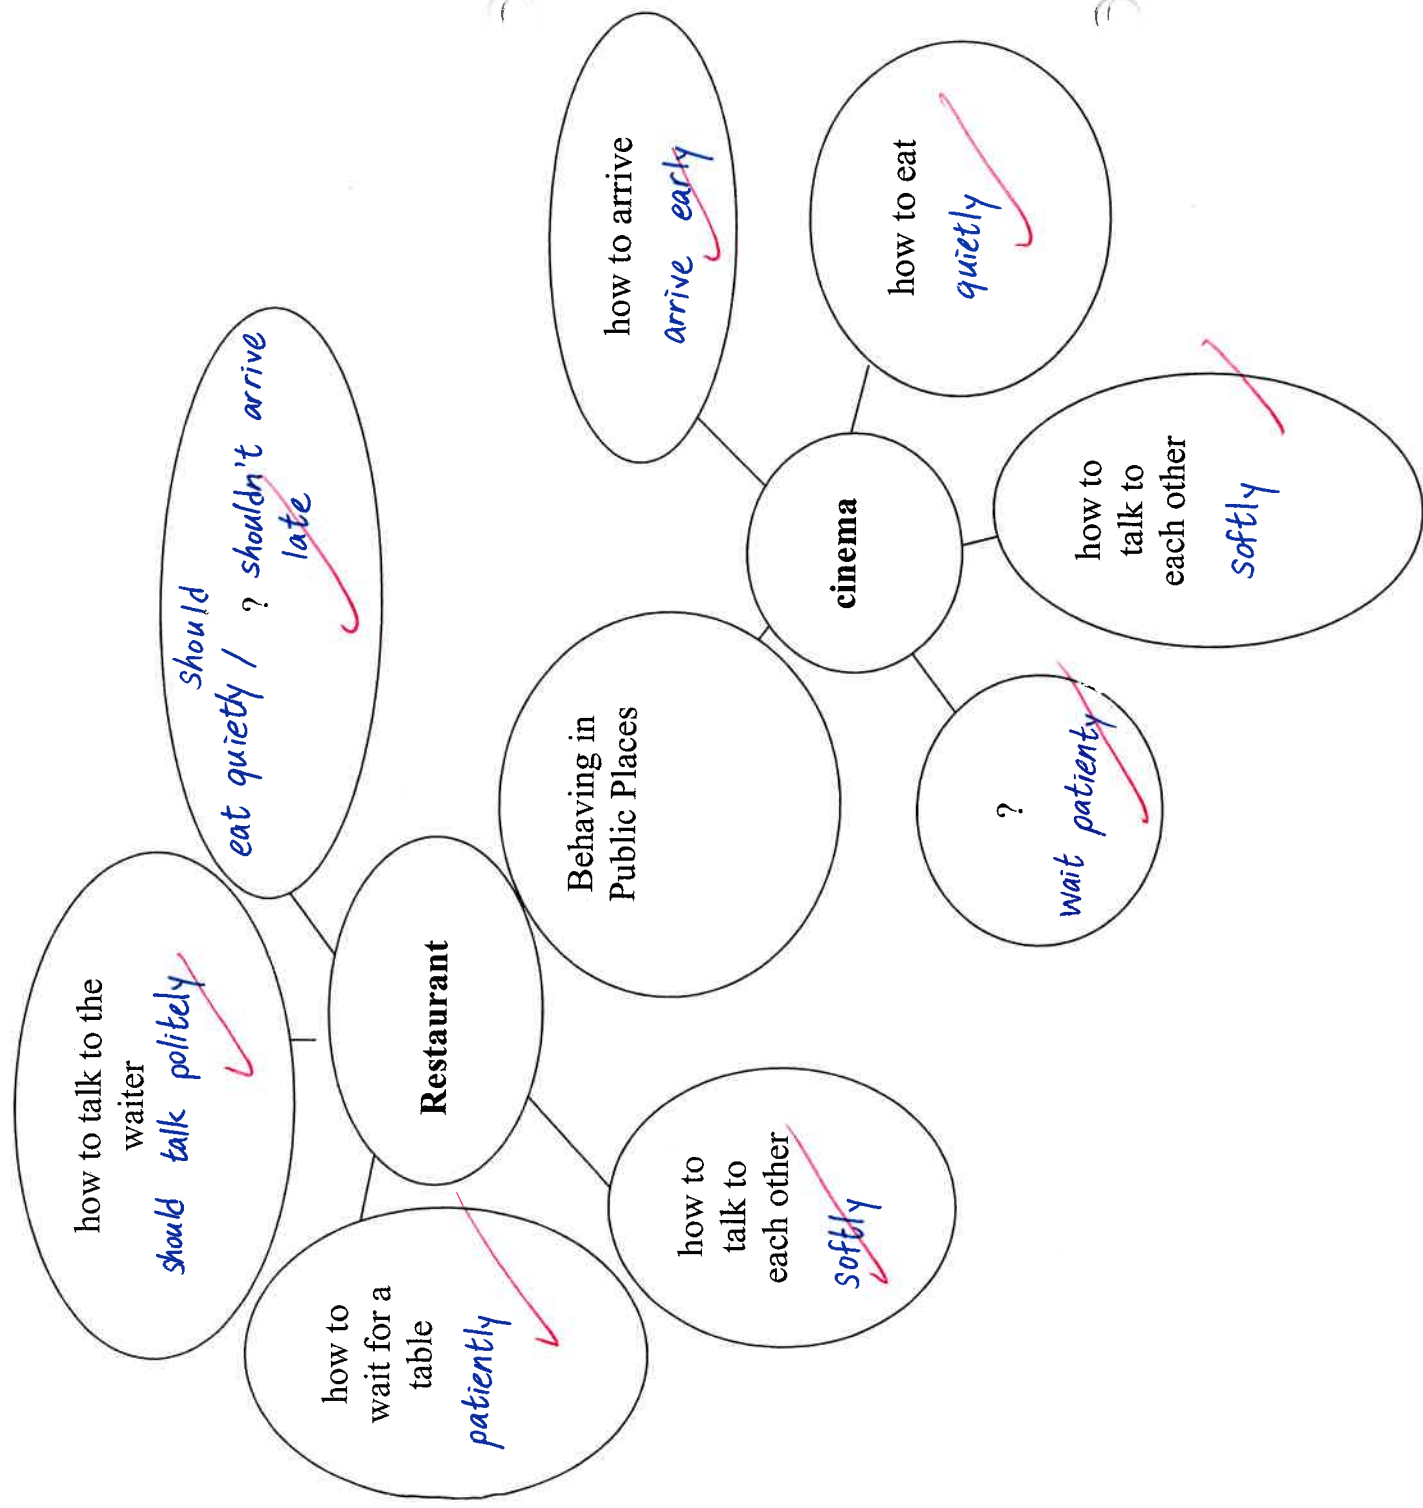 how to talk to the
waiter
should talk politely
should
eat quietly / ? shouldn't arrive
late
how to
wait for a
table
patiently
Restaurant
how to
talk to
each other
softly
Behaving in
Public Places
how to arrive
arrive early
cinema
how to eat
quietly
?
wait patienty
how to
talk to
each other
softly